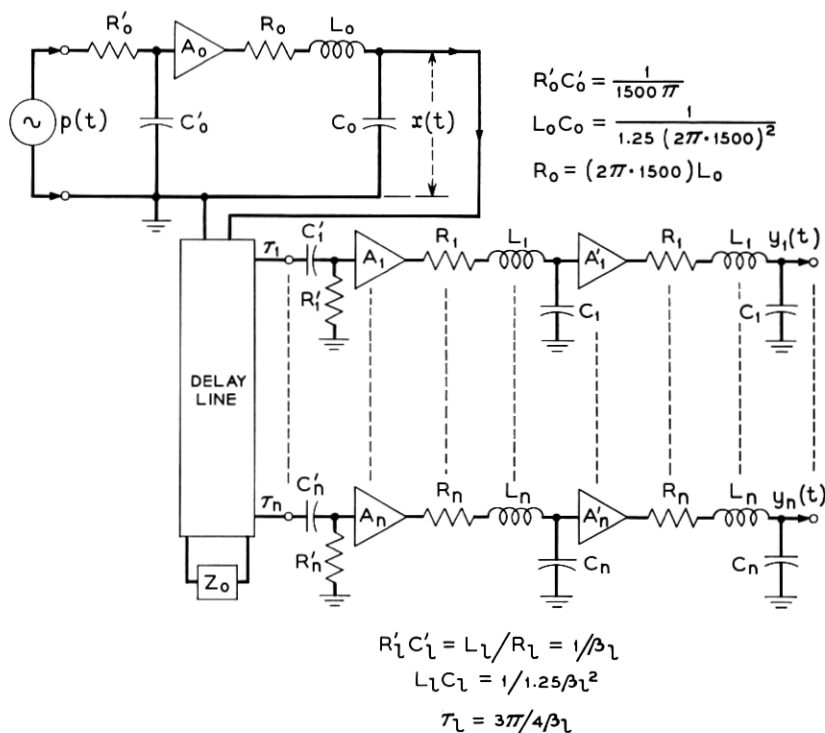 R'₀ A₀ R₀ L₀
p(t) C'₀ C₀ x(t)
R'₀C'₀ = 1/1500π
L₀C₀ = 1/1.25 (2π·1500)²
R₀ = (2π·1500)L₀
τ₁ C'₁ A₁ R₁ L₁ A'₁ R₁ L₁ y₁(t)
R'₁ C₁ C₁
DELAY
LINE
τₙ C'ₙ Aₙ Rₙ Lₙ A'ₙ Rₙ Lₙ yₙ(t)
R'ₙ Cₙ Cₙ
Z₀
R'ₗC'ₗ = Lₗ/Rₗ = 1/βₗ
LₗCₗ = 1/1.25βₗ²
τₗ = 3π/4βₗ